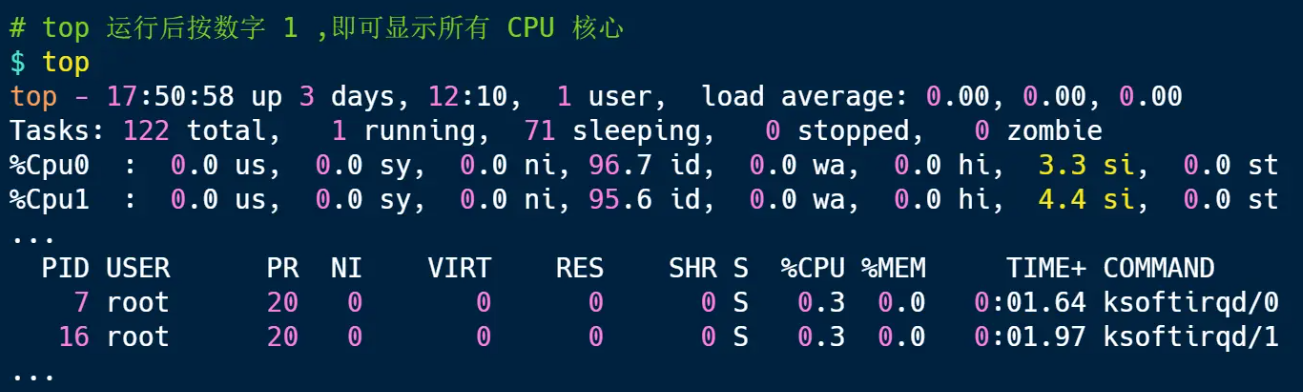 # top 运行后按数字 1 ,即可显示所有 CPU 核心
$ top
top - 17:50:58 up 3 days, 12:10,  1 user,  load average: 0.00, 0.00, 0.00
Tasks: 122 total,   1 running,  71 sleeping,   0 stopped,   0 zombie
%Cpu0  :  0.0 us,  0.0 sy,  0.0 ni, 96.7 id,  0.0 wa,  0.0 hi,  3.3 si,  0.0 st
%Cpu1  :  0.0 us,  0.0 sy,  0.0 ni, 95.6 id,  0.0 wa,  0.0 hi,  4.4 si,  0.0 st
...
  PID USER      PR  NI    VIRT    RES    SHR S  %CPU %MEM     TIME+ COMMAND
    7 root      20   0       0      0      0 S   0.3  0.0   0:01.64 ksoftirqd/0
   16 root      20   0       0      0      0 S   0.3  0.0   0:01.97 ksoftirqd/1
...